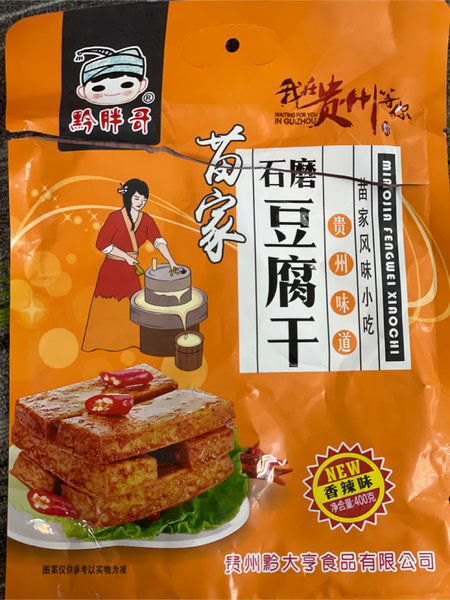 黔胖哥®
我在贵州等你
WAITING FOR YOU
IN GUIZHOU
苗家
石磨
豆腐干
贵州味道
苗家风味小吃
MIAOJIA FENGWEI XIAOCHI
NEW
香辣味
净含量:400克
贵州黔大亨食品有限公司
图案仅供参考以实物为准